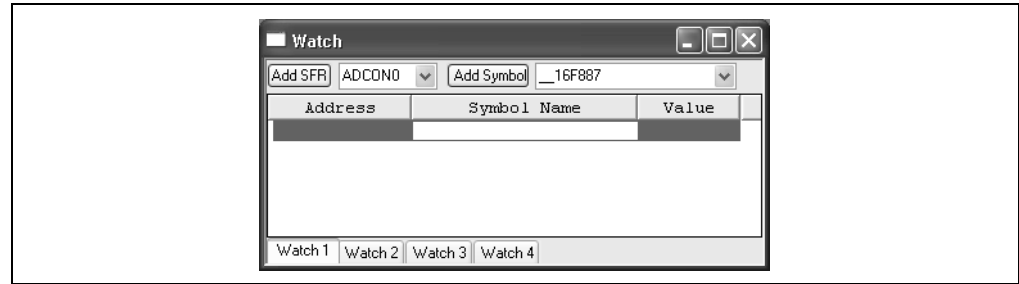 Watch
Add SFR ADCON0 Add Symbol __16F887
Address Symbol Name Value
Watch 1 Watch 2 Watch 3 Watch 4